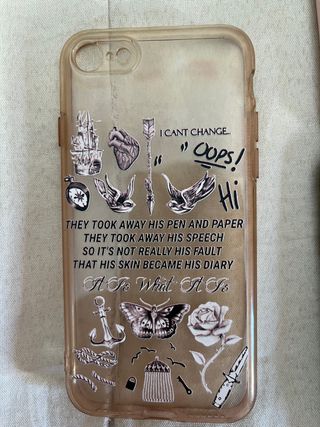 I CANT CHANGE..
"Oops!
"
Hi
THEY TOOK AWAY HIS PEN AND PAPER
THEY TOOK AWAY HIS SPEECH
SO IT'S NOT REALLY HIS FAULT
THAT HIS SKIN BECAME HIS DIARY
It Is What It Is